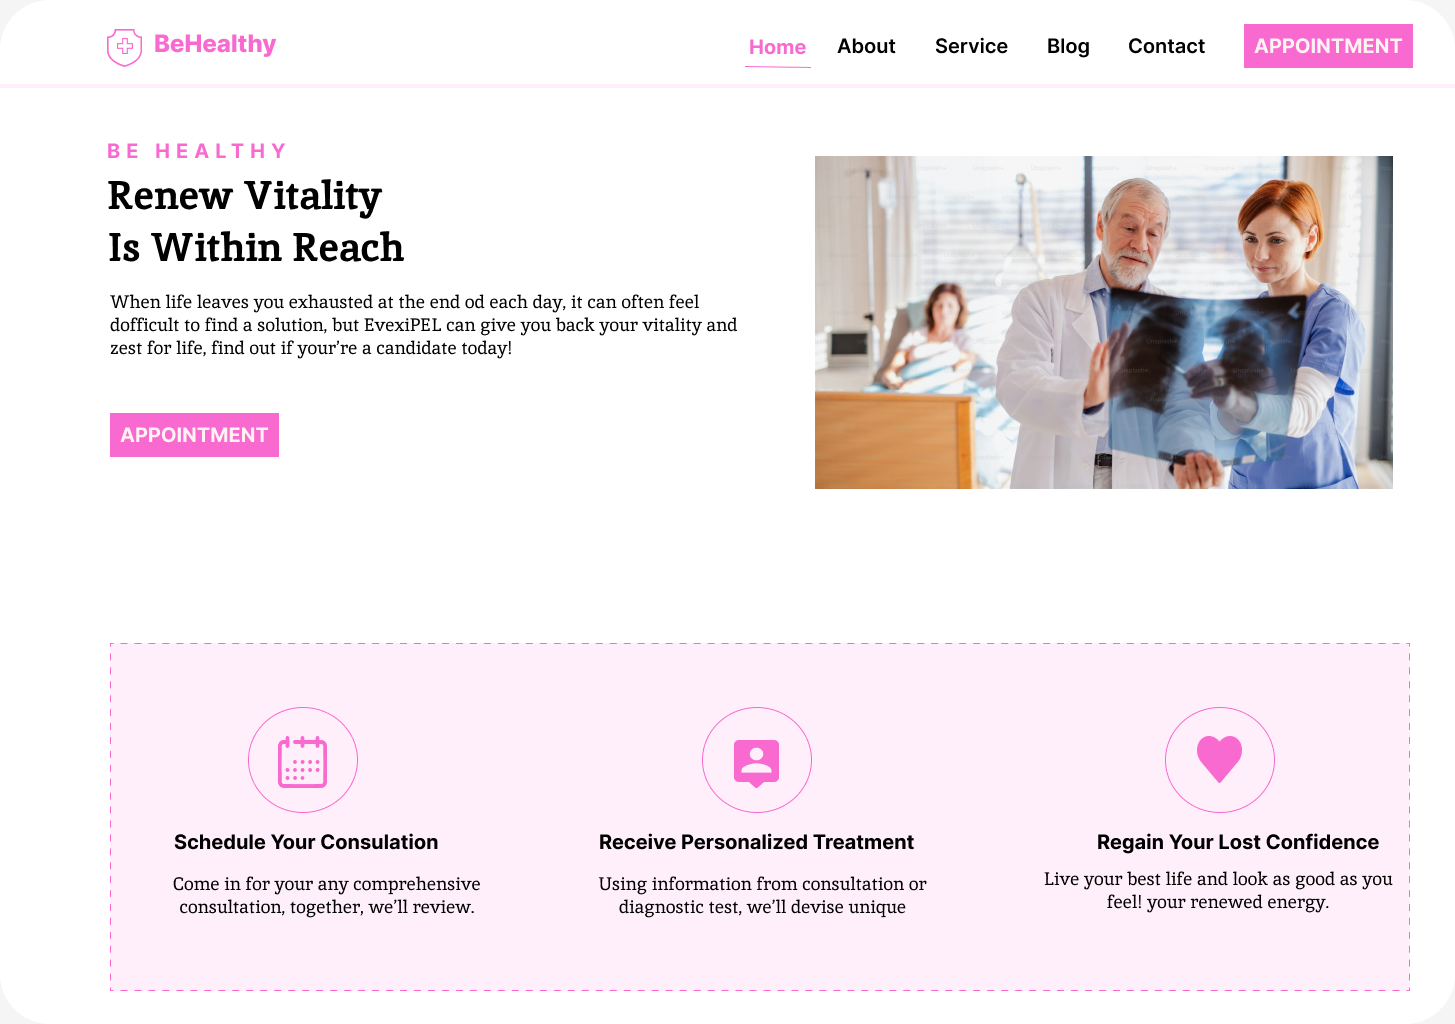 BeHealthy
Home About Service Blog Contact APPOINTMENT
BE HEALTHY
Renew Vitality
Is Within Reach
When life leaves you exhausted at the end od each day, it can often feel
dofficult to find a solution, but EvexiPEL can give you back your vitality and
zest for life, find out if your’re a candidate today!
APPOINTMENT
Schedule Your Consulation
Come in for your any comprehensive
consultation, together, we’ll review.
Receive Personalized Treatment
Using information from consultation or
diagnostic test, we’ll devise unique
Regain Your Lost Confidence
Live your best life and look as good as you
feel! your renewed energy.